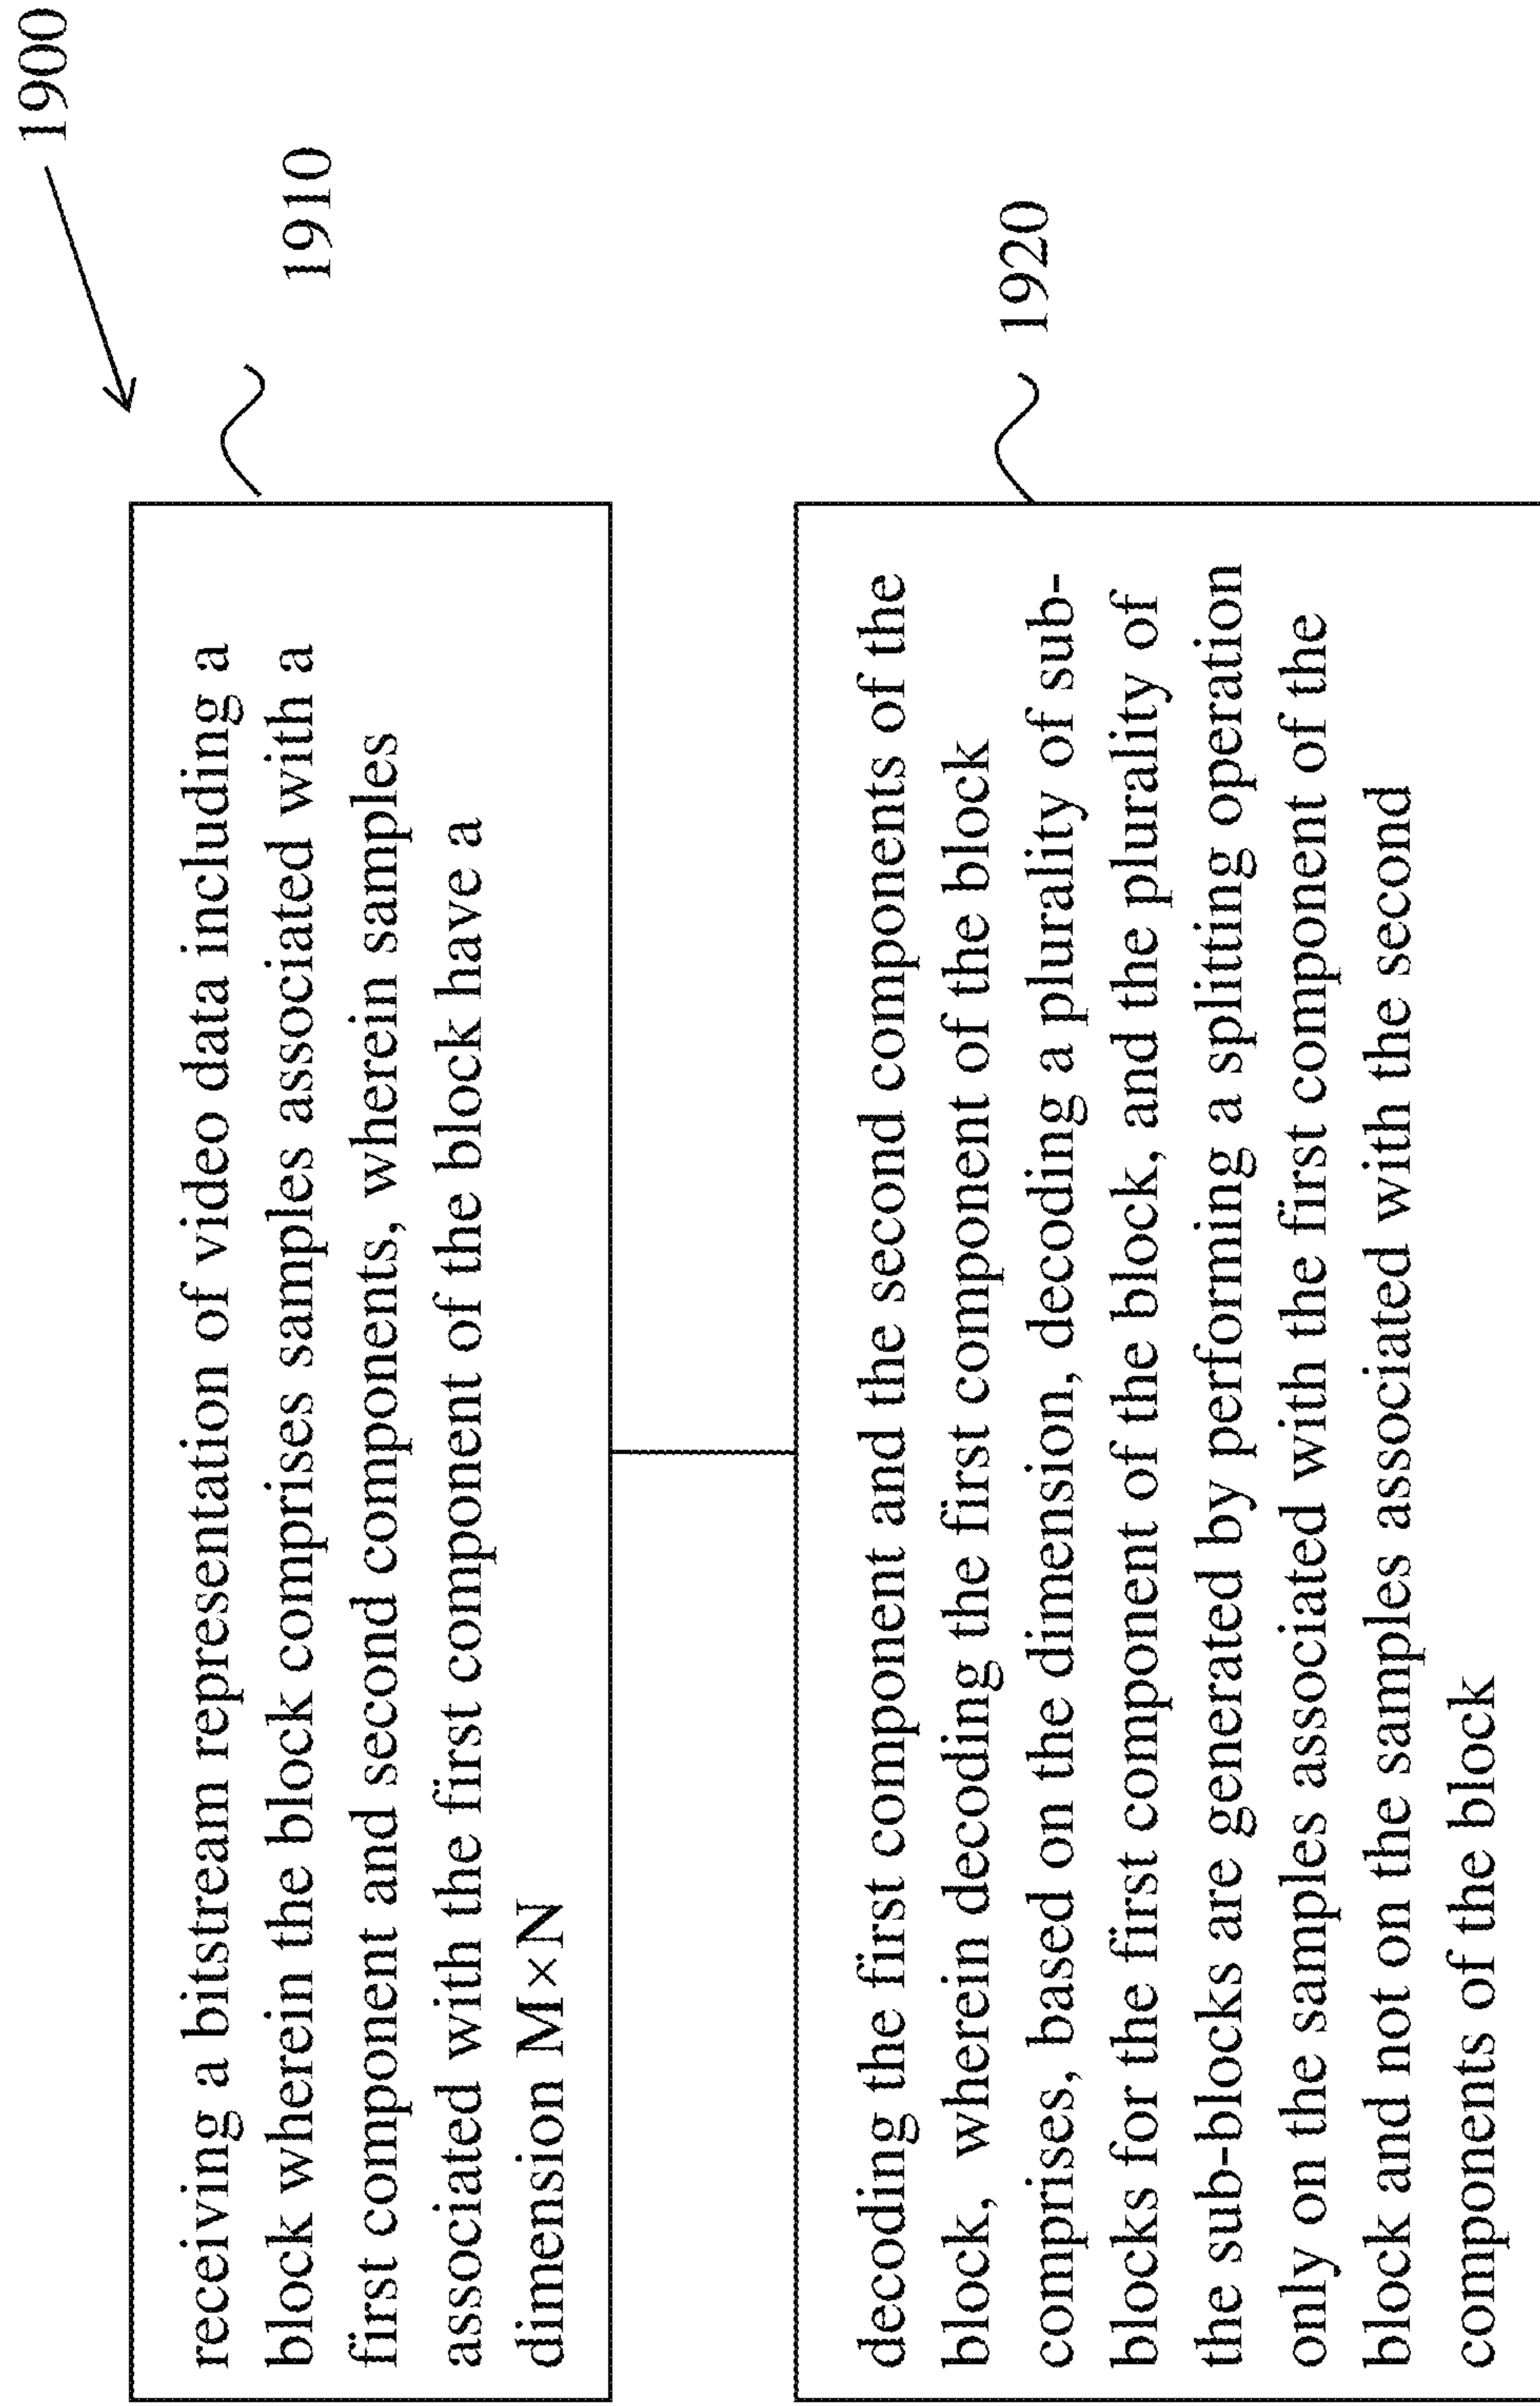 1900
1910
receiving a bitstream representation of video data including a
block wherein the block comprises samples associated with a
first component and second components, wherein samples
associated with the first component of the block have a
dimension M×N
1920
decoding the first component and the second components of the
block, wherein decoding the first component of the block
comprises, based on the dimension, decoding a plurality of sub-
blocks for the first component of the block, and the plurality of
the sub-blocks are generated by performing a splitting operation
only on the samples associated with the first component of the
block and not on the samples associated with the second
components of the block